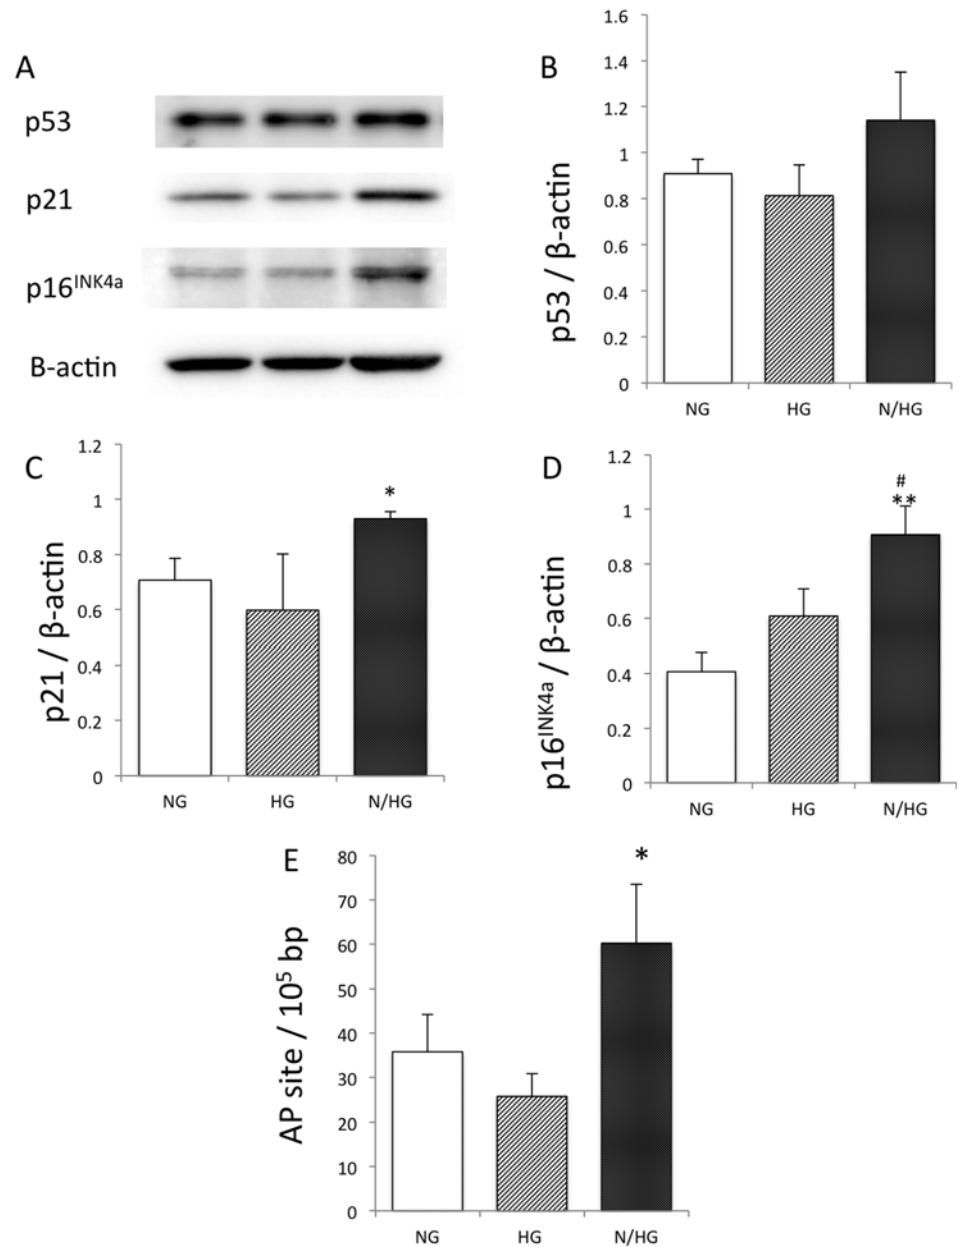 A
p53
p21
p16INK4a
B-actin
B
p53 / β-actin
1.6
1.4
1.2
1
0.8
0.6
0.4
0.2
0
NG HG N/HG
C
p21 / β-actin
1.2
1
0.8
0.6
0.4
0.2
0
*
NG HG N/HG
D
p16INK4a / β-actin
1.2
1
0.8
0.6
0.4
0.2
0
#
**
NG HG N/HG
E
AP site / 10⁵ bp
80
70
60
50
40
30
20
10
0
*
NG HG N/HG